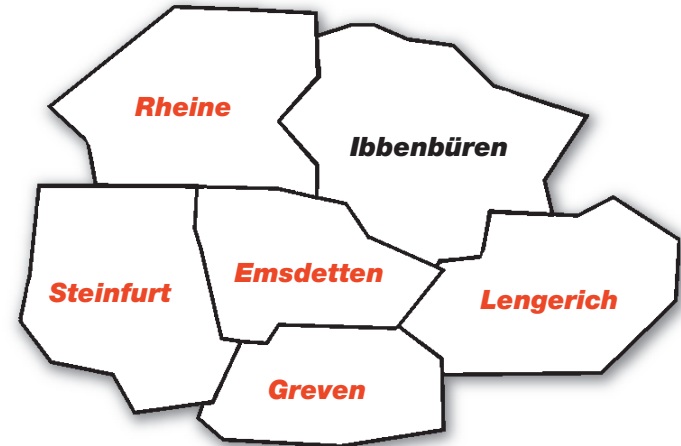 Rheine
Ibbenbüren
Steinfurt
Emsdetten
Lengerich
Greven